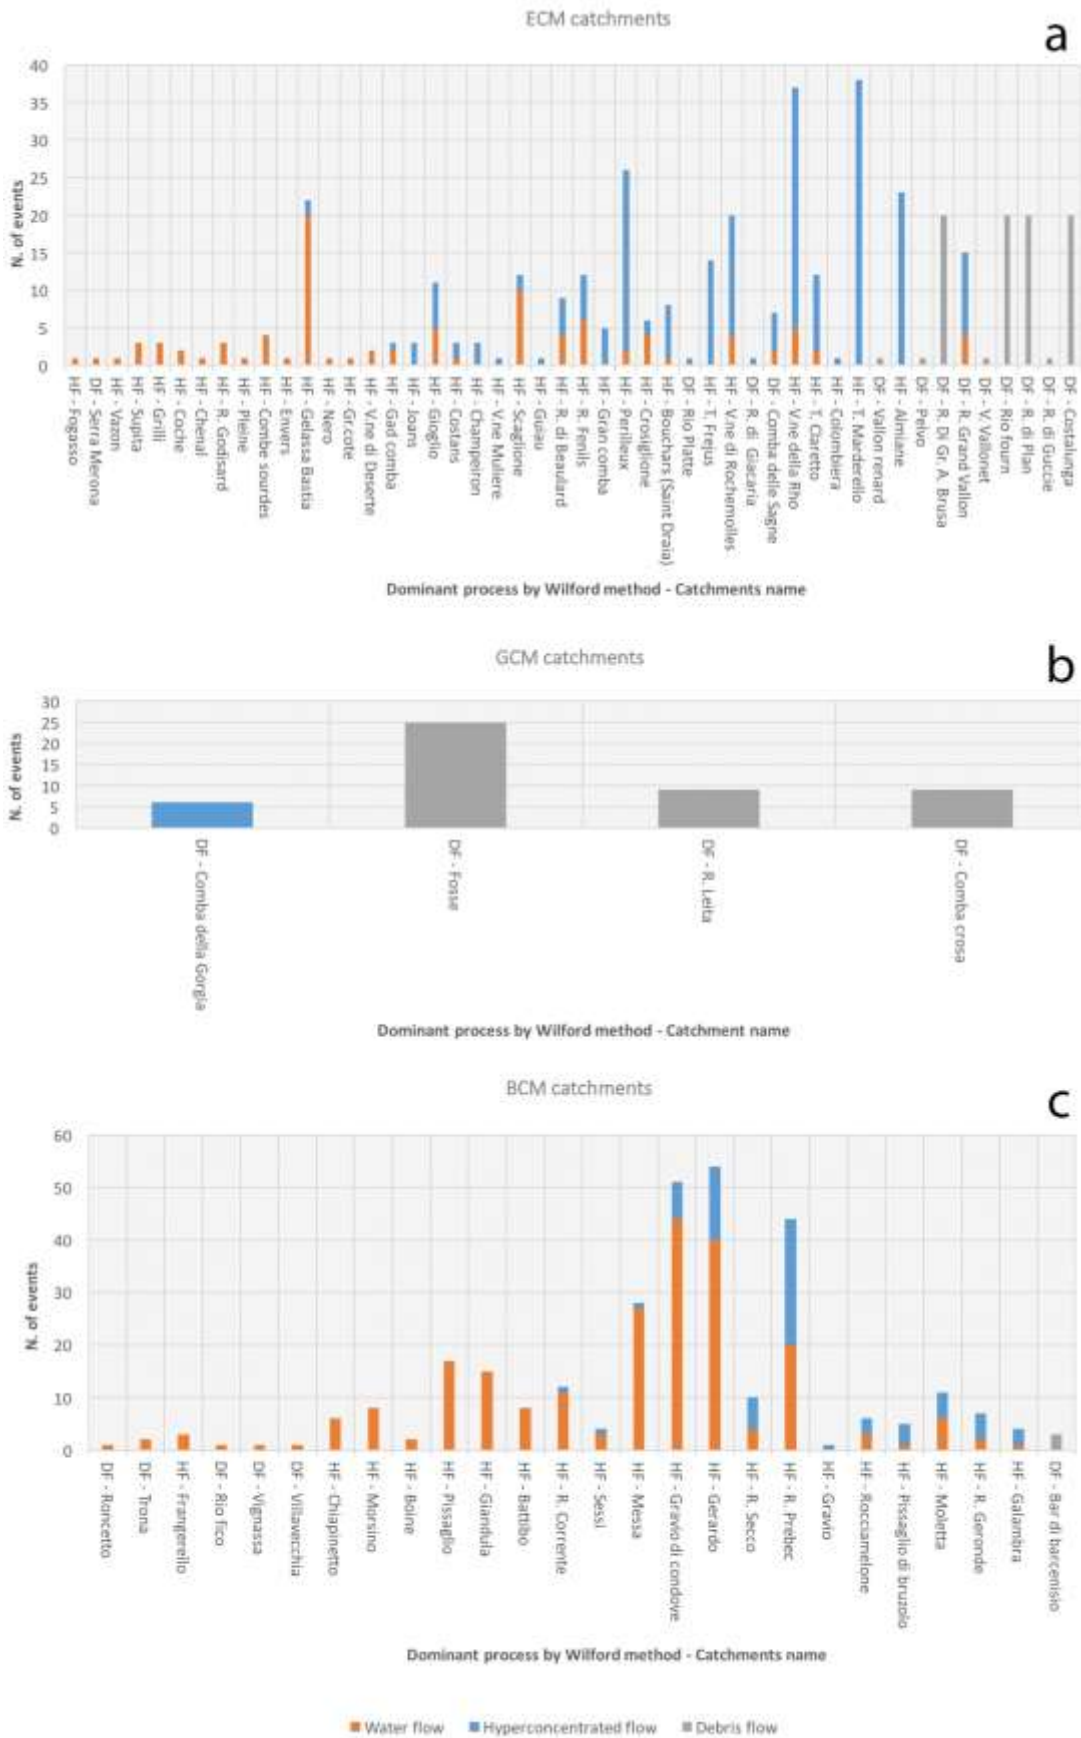 ECM catchments
a
40
35
30
25
20
15
10
5
0
N. of events
HF - Fogasso
DF - Serra Merona
HF - Vazon
HF - Supita
HF - Grilli
HF - Coche
HF - Chenal
HF - R. Godisard
HF - Pleine
HF - Combe sourdes
HF - Envers
HF - Gelassa Bastia
HF - Nero
HF - Gr.cote
HF - V.ne di Deserte
HF - Gad comba
HF - Joans
HF - Gioglio
HF - Costans
HF - Champeiron
HF - V.ne Muliere
HF - Scaglione
HF - Guiau
HF - R. di Beaulard
HF - R. Fenils
HF - Gran comba
HF - Perilieux
HF - Crosiglione
HF - Bouchars (Saint Draia)
DF - Rio Platte
HF - T. Frejus
HF - V.ne di Rochemolles
DF - R. di Giacaria
DF - Comba delle Sagne
HF - V.ne della Rho
HF - T. Claretto
HF - Colombiera
HF - T. Marderello
DF - Vallon renard
HF - Almiane
DF - Pelvo
DF - R. Di Gr. A. Brusa
DF - R. Grand Vallon
DF - V. Vallonet
DF - Rio fourn
DF - R. di Plan
DF - R. di Guccie
DF - Costalunga
Dominant process by Wilford method - Catchments name
GCM catchments
b
30
25
20
15
10
5
0
N. of events
DF - Comba della Gorgia
DF - Fosse
DF - R. Leita
DF - Comba crosa
Dominant process by Wilford method - Catchment name
BCM catchments
c
60
50
40
30
20
10
0
N. of events
DF - Roncetto
DF - Trona
HF - Frangerello
DF - Rio fico
DF - Vignassa
DF - Villavecchia
HF - Chiapinetto
HF - Morsino
HF - Boine
HF - Pissaglio
HF - Giandula
HF - Battibo
HF - R. Corrente
HF - Sessi
HF - Messa
HF - Gravio di condove
HF - Gerardo
HF - R. Secco
HF - R. Prebec
HF - Gravio
HF - Rocciamelone
HF - Pissaglio di bruzolo
HF - Moletta
HF - R. Geronde
HF - Galambra
DF - Bar di barcenisio
Dominant process by Wilford method - Catchments name
Water flow Hyperconcentrated flow Debris flow